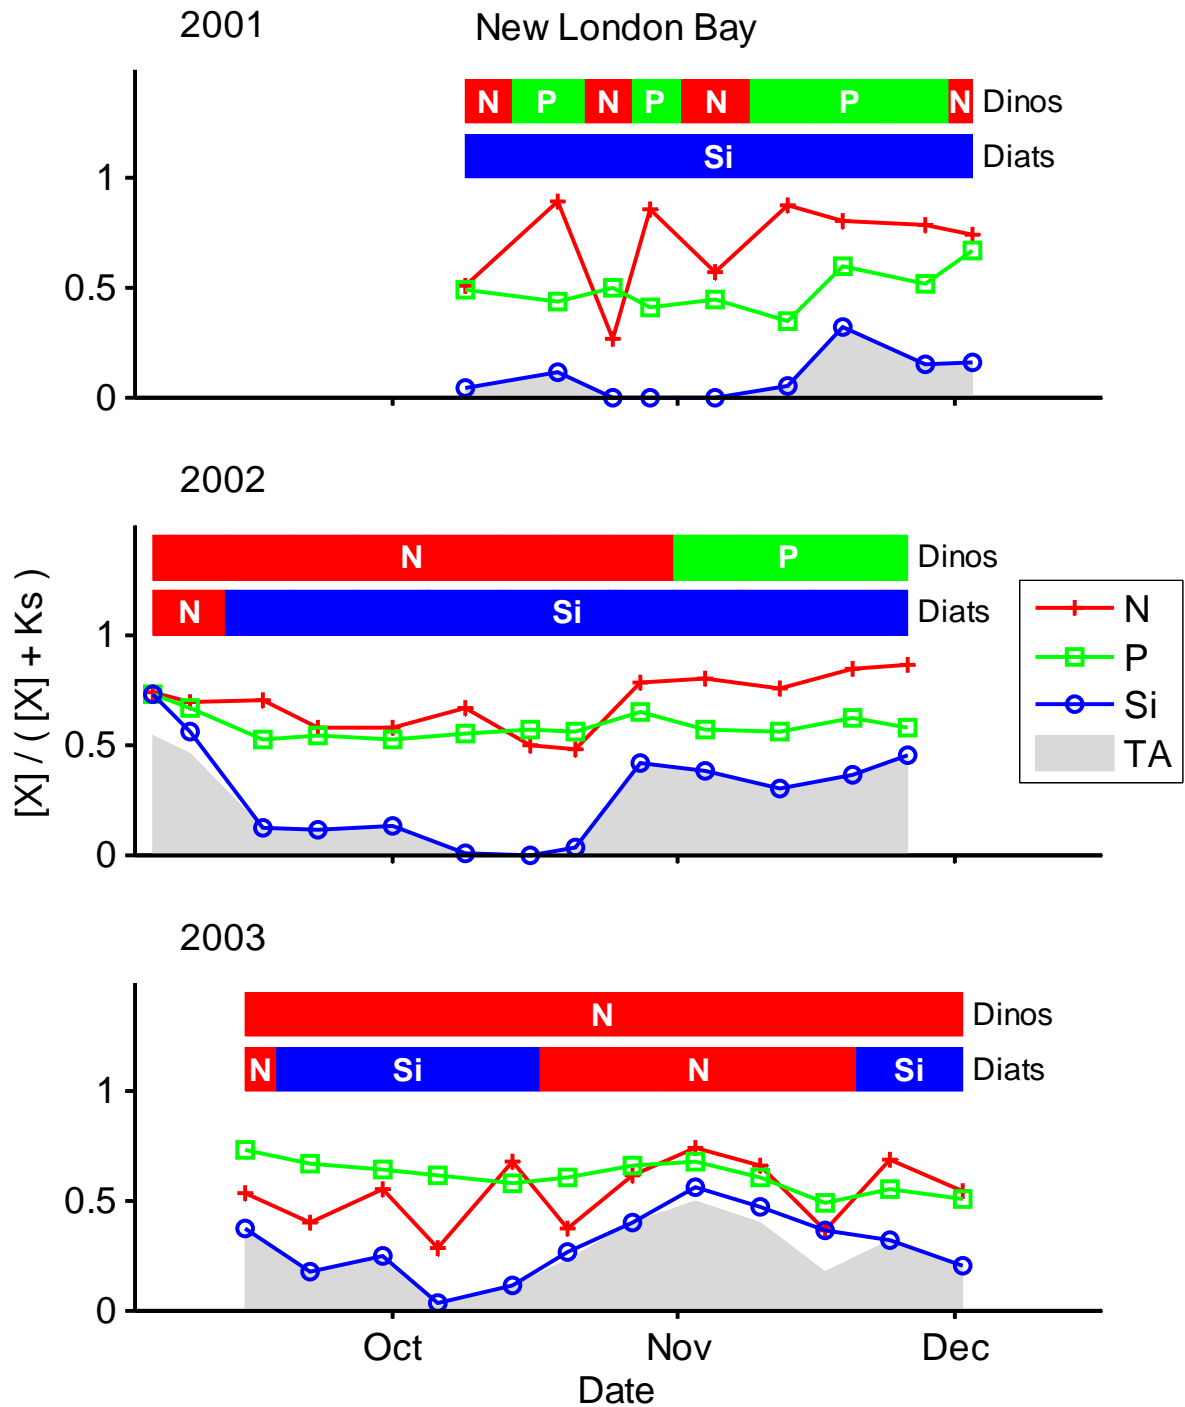 2001 New London Bay
N P N P N P N Dinos
Si Diats
1
0.5
0
2002
N P Dinos
N Si Diats
1
0.5
0
[X] / ( [X] + Ks )
N
P
Si
TA
2003
N Dinos
N Si N Si Diats
1
0.5
0
Oct Nov Dec
Date